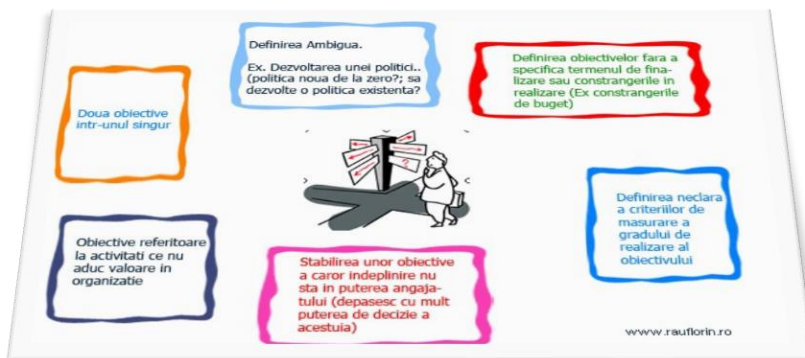 Definirea Ambigua.
Ex. Dezvoltarea unei politici..
(politica noua de la zero?; sa
dezvolte o politica existenta?
Definirea obiectivelor fara a
specifica termenul de fina-
lizare sau constrangerile in
realizare (Ex constrangerile
de buget)
Doua obiective
intr-unul singur
?
Definirea neclara
a criteriilor de
masurare a
gradului de
realizare al
obiectivului
Obiective referitoare
la activitati ce nu
aduc valoare in
organizatie
Stabilirea unor obiective
a caror indeplinire nu
sta in puterea angaja-
tului (depasesc cu mult
puterea de decizie a
acestuia)
www.rauflorin.ro